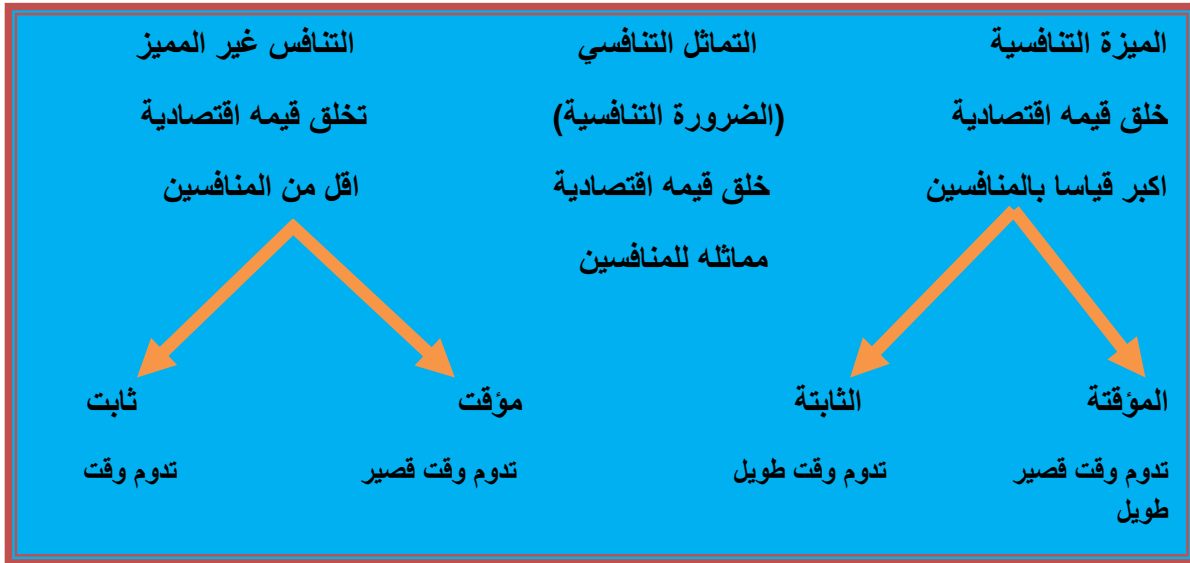 الميزة التنافسية التماثل التنافسي التنافس غير المميز
خلق قيمه اقتصادية (الضرورة التنافسية) تخلق قيمه اقتصادية
اكبر قياسا بالمنافسين خلق قيمه اقتصادية اقل من المنافسين
مماثله للمنافسين
المؤقتة الثابتة مؤقت ثابت
تدوم وقت قصير تدوم وقت طويل تدوم وقت قصير تدوم وقت
طويل